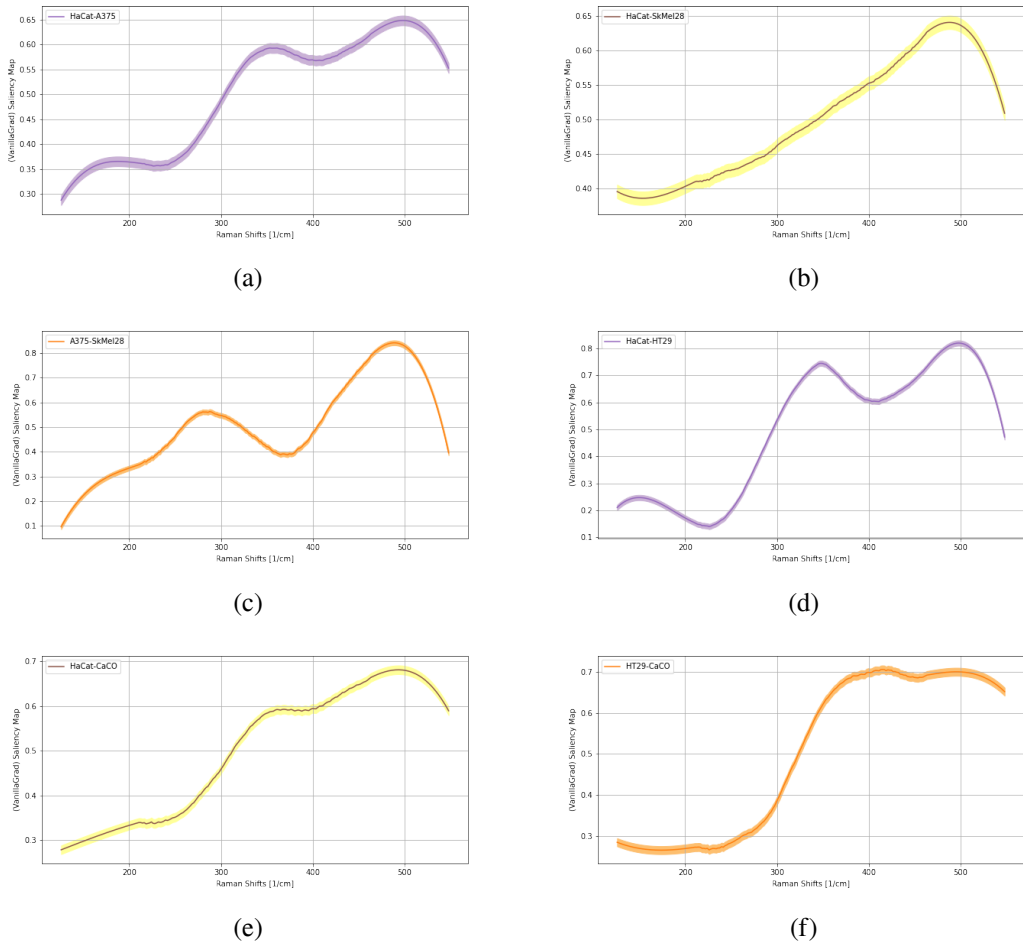 HaCat-A375
(VanillaGrad) Saliency Map
0.65
0.60
0.55
0.50
0.45
0.40
0.35
0.30
200 300 400 500
Raman Shifts [1/cm]
(a)
HaCat-SkMel28
(VanillaGrad) Saliency Map
0.65
0.60
0.55
0.50
0.45
0.40
200 300 400 500
Raman Shifts [1/cm]
(b)
A375-SkMel28
(VanillaGrad) Saliency Map
0.8
0.7
0.6
0.5
0.4
0.3
0.2
0.1
200 300 400 500
Raman Shifts [1/cm]
(c)
HaCat-HT29
(VanillaGrad) Saliency Map
0.8
0.7
0.6
0.5
0.4
0.3
0.2
0.1
200 300 400 500
Raman Shifts [1/cm]
(d)
HaCat-CaCO
(VanillaGrad) Saliency Map
0.7
0.6
0.5
0.4
0.3
200 300 400 500
Raman Shifts [1/cm]
(e)
HT29-CaCO
(VanillaGrad) Saliency Map
0.7
0.6
0.5
0.4
0.3
200 300 400 500
Raman Shifts [1/cm]
(f)